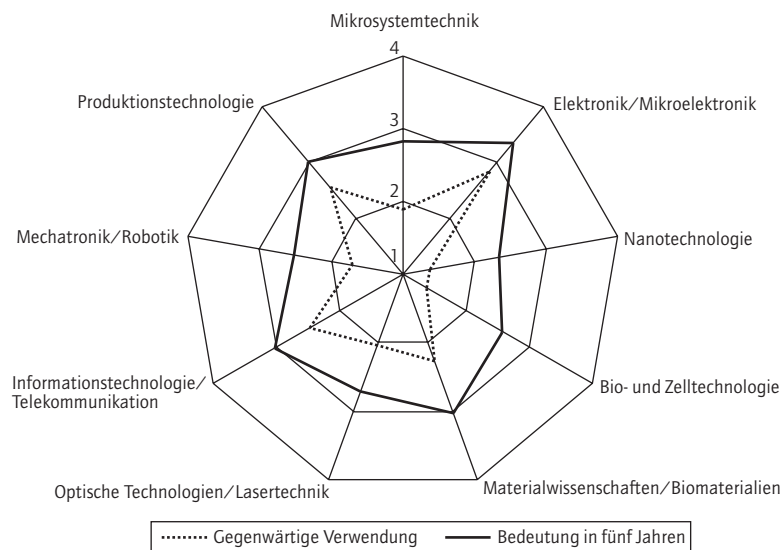 Mikrosystemtechnik
4
Produktionstechnologie
Elektronik/Mikroelektronik
3
2
Mechatronik/Robotik
Nanotechnologie
1
Informationstechnologie/
Telekommunikation
Bio- und Zelltechnologie
Optische Technologien/Lasertechnik
Materialwissenschaften/Biomaterialien
Gegenwärtige Verwendung
Bedeutung in fünf Jahren